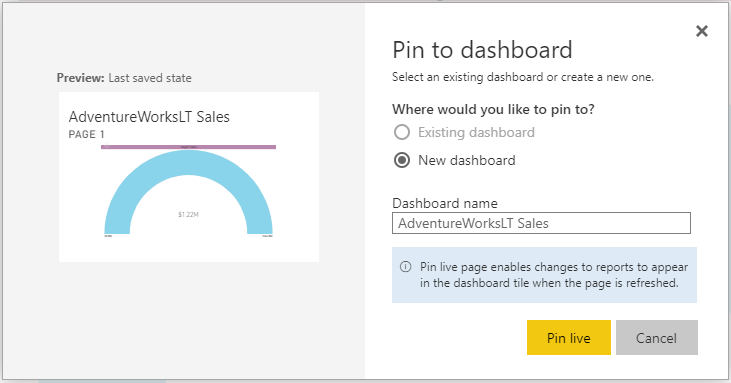 Pin to dashboard
Select an existing dashboard or create a new one.
Preview: Last saved state
AdventureWorksLT Sales
PAGE 1
$1.22M
Where would you like to pin to?
Existing dashboard
New dashboard
Dashboard name
AdventureWorksLT Sales
Pin live page enables changes to reports to appear
in the dashboard tile when the page is refreshed.
Pin live
Cancel